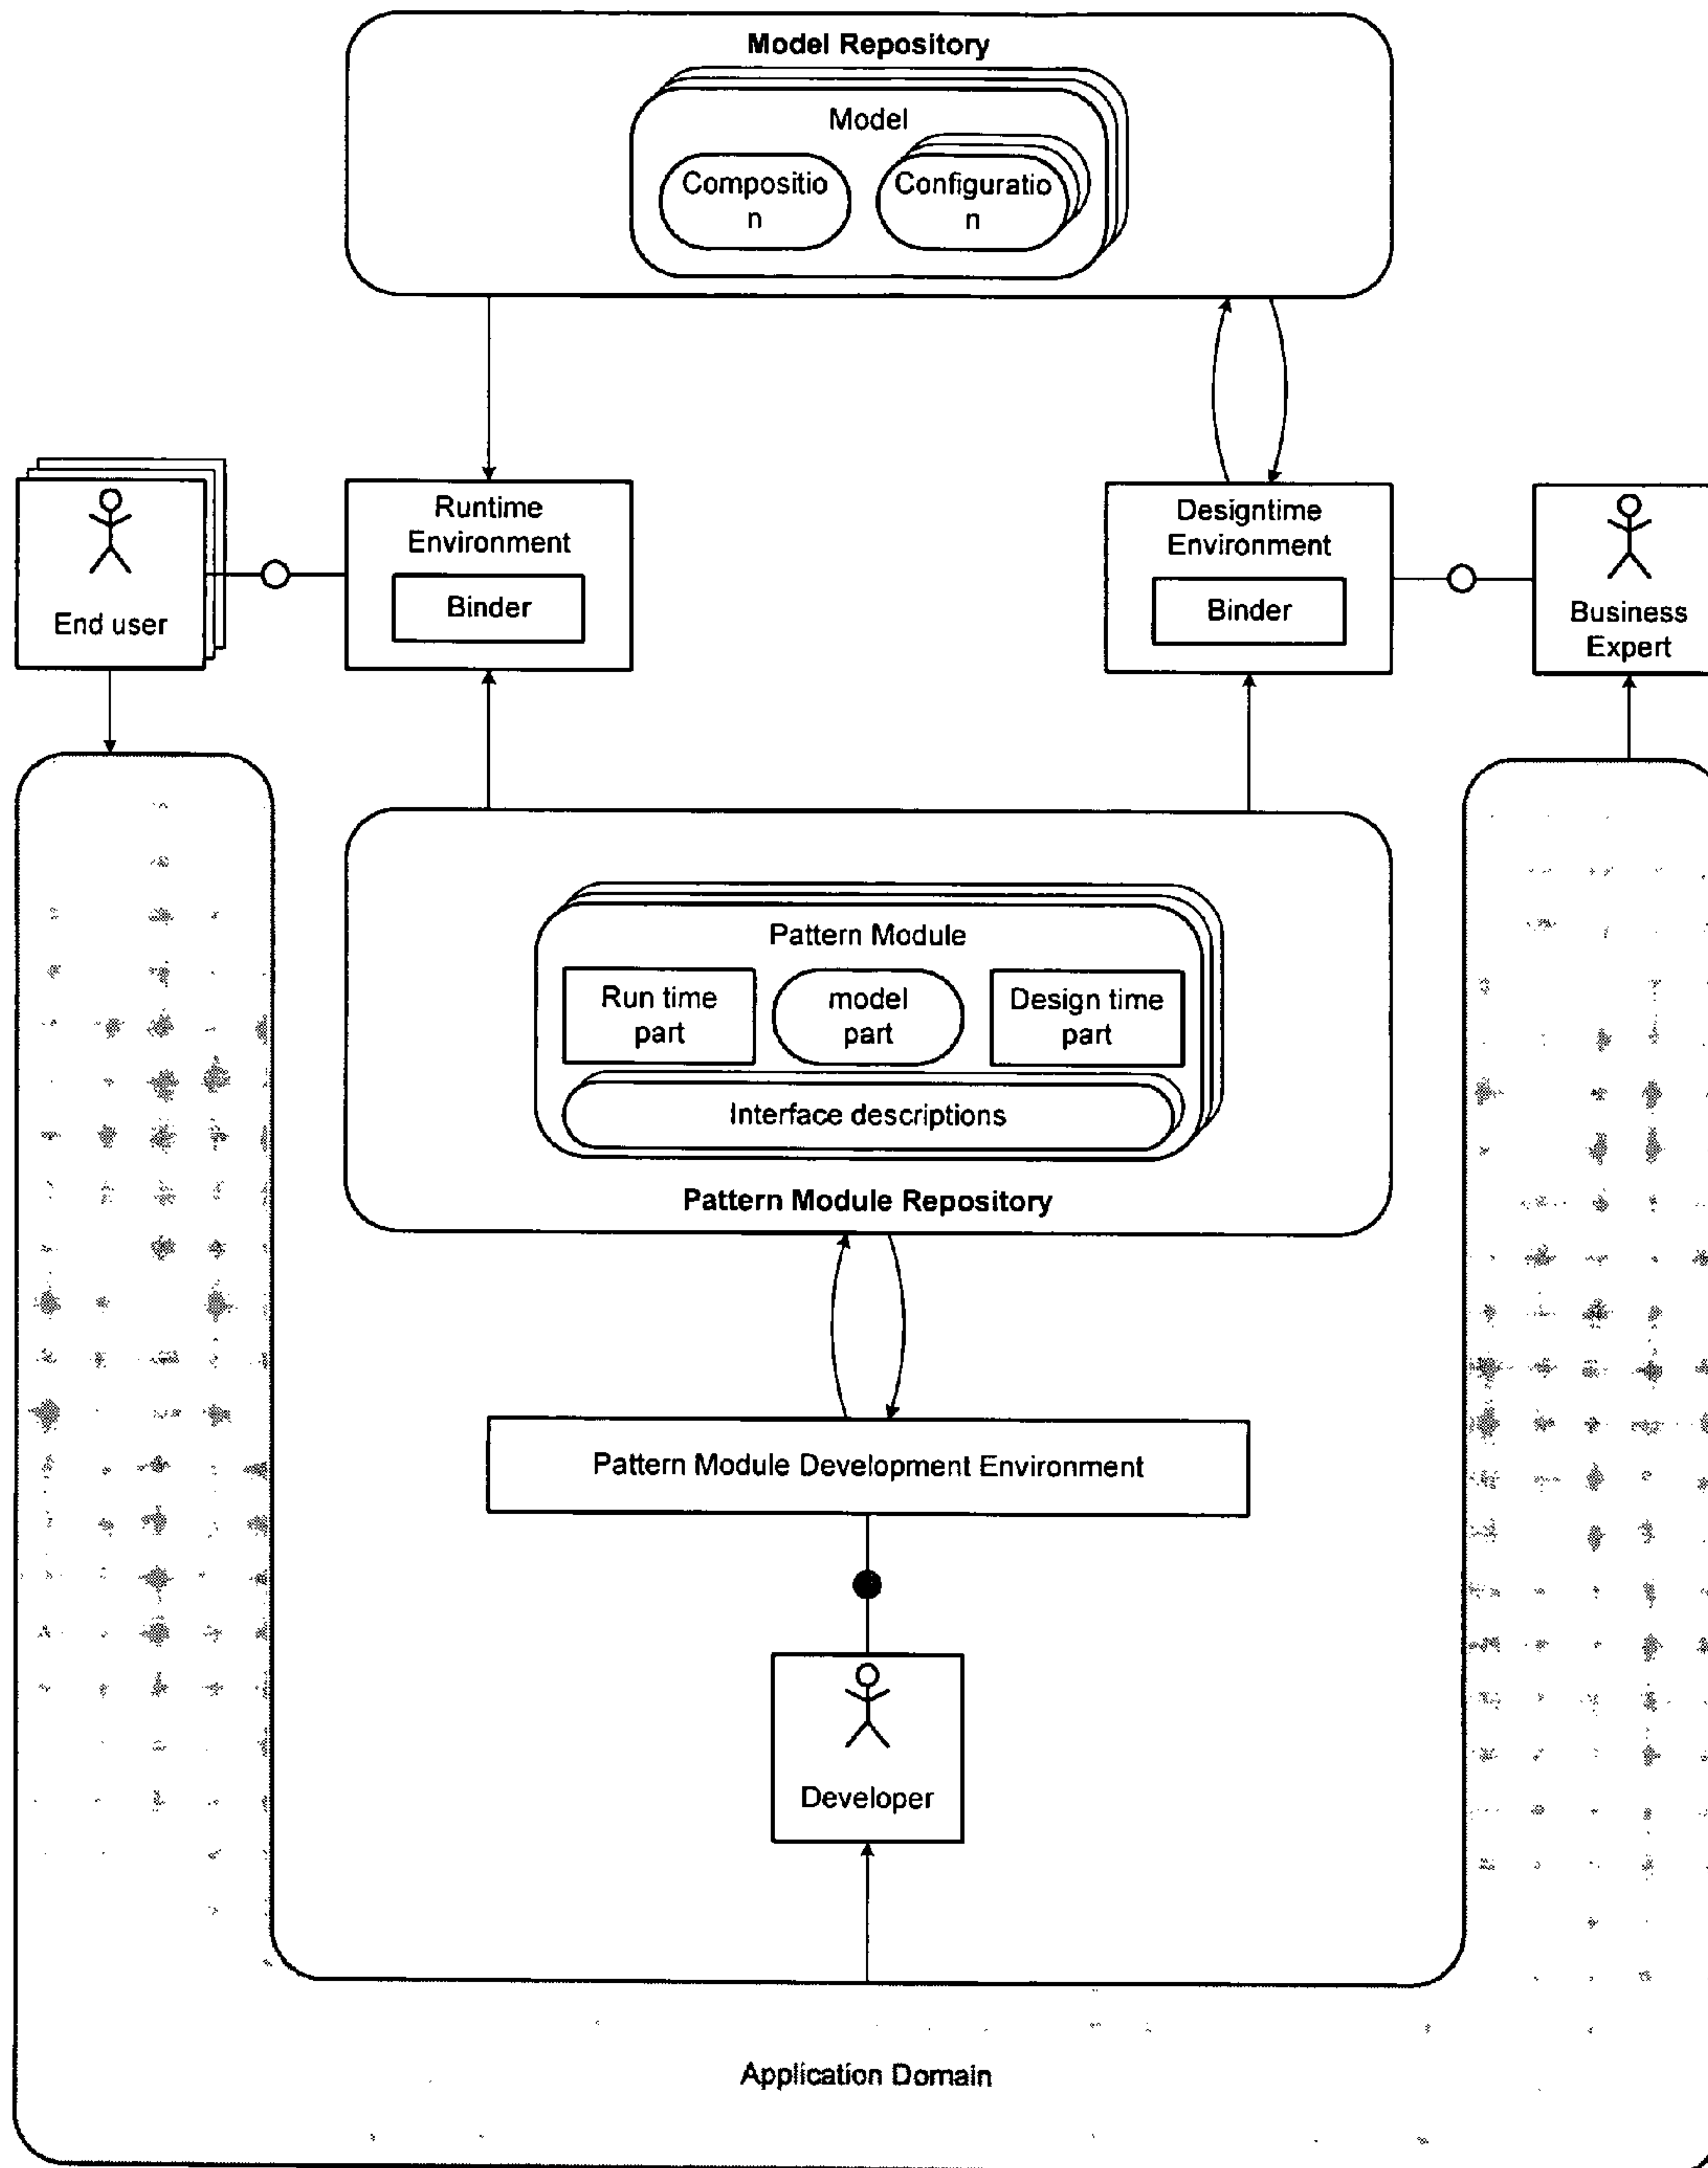 Model Repository
Model
Compositio
n
Configuratio
n
End user
Runtime
Environment
Binder
Designtime
Environment
Binder
Business
Expert
Pattern Module
Run time
part
model
part
Design time
part
Interface descriptions
Pattern Module Repository
Pattern Module Development Environment
Developer
Application Domain